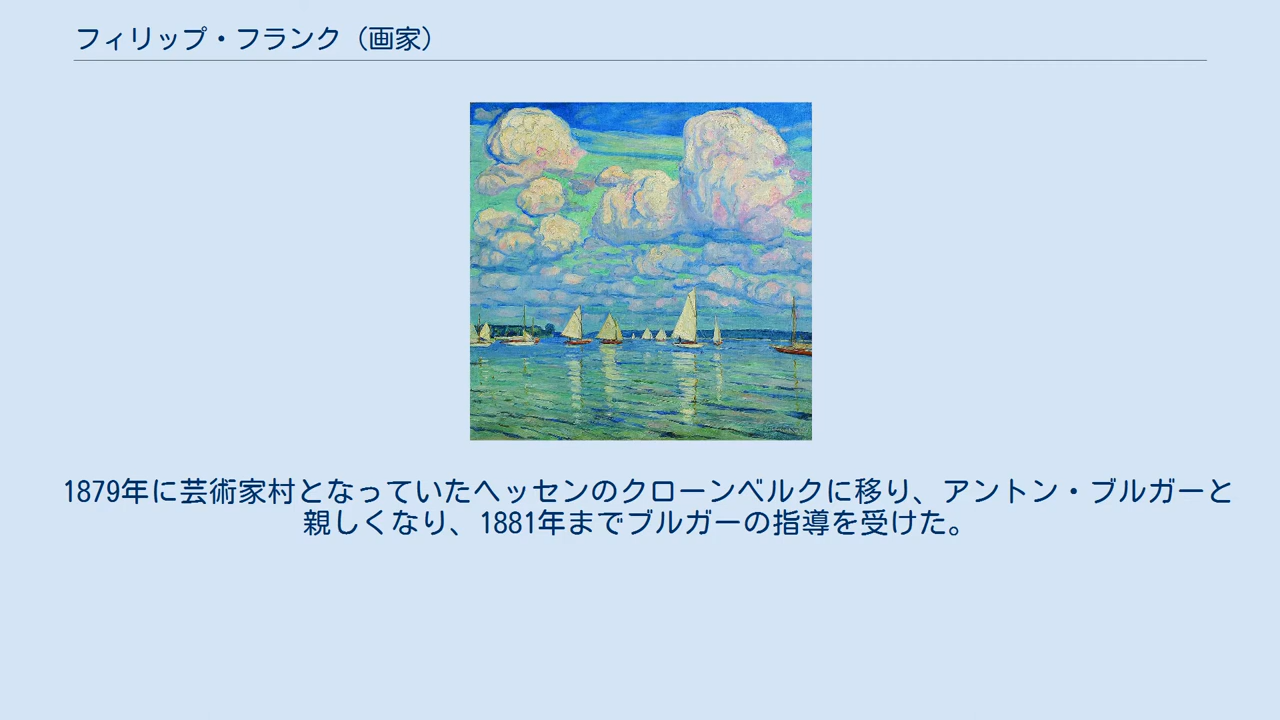 フィリップ・フランク（画家）
1879年に芸術家村となっていたヘッセンのクローンベルクに移り、アントン・ブルガーと
親しくなり、1881年までブルガーの指導を受けた。